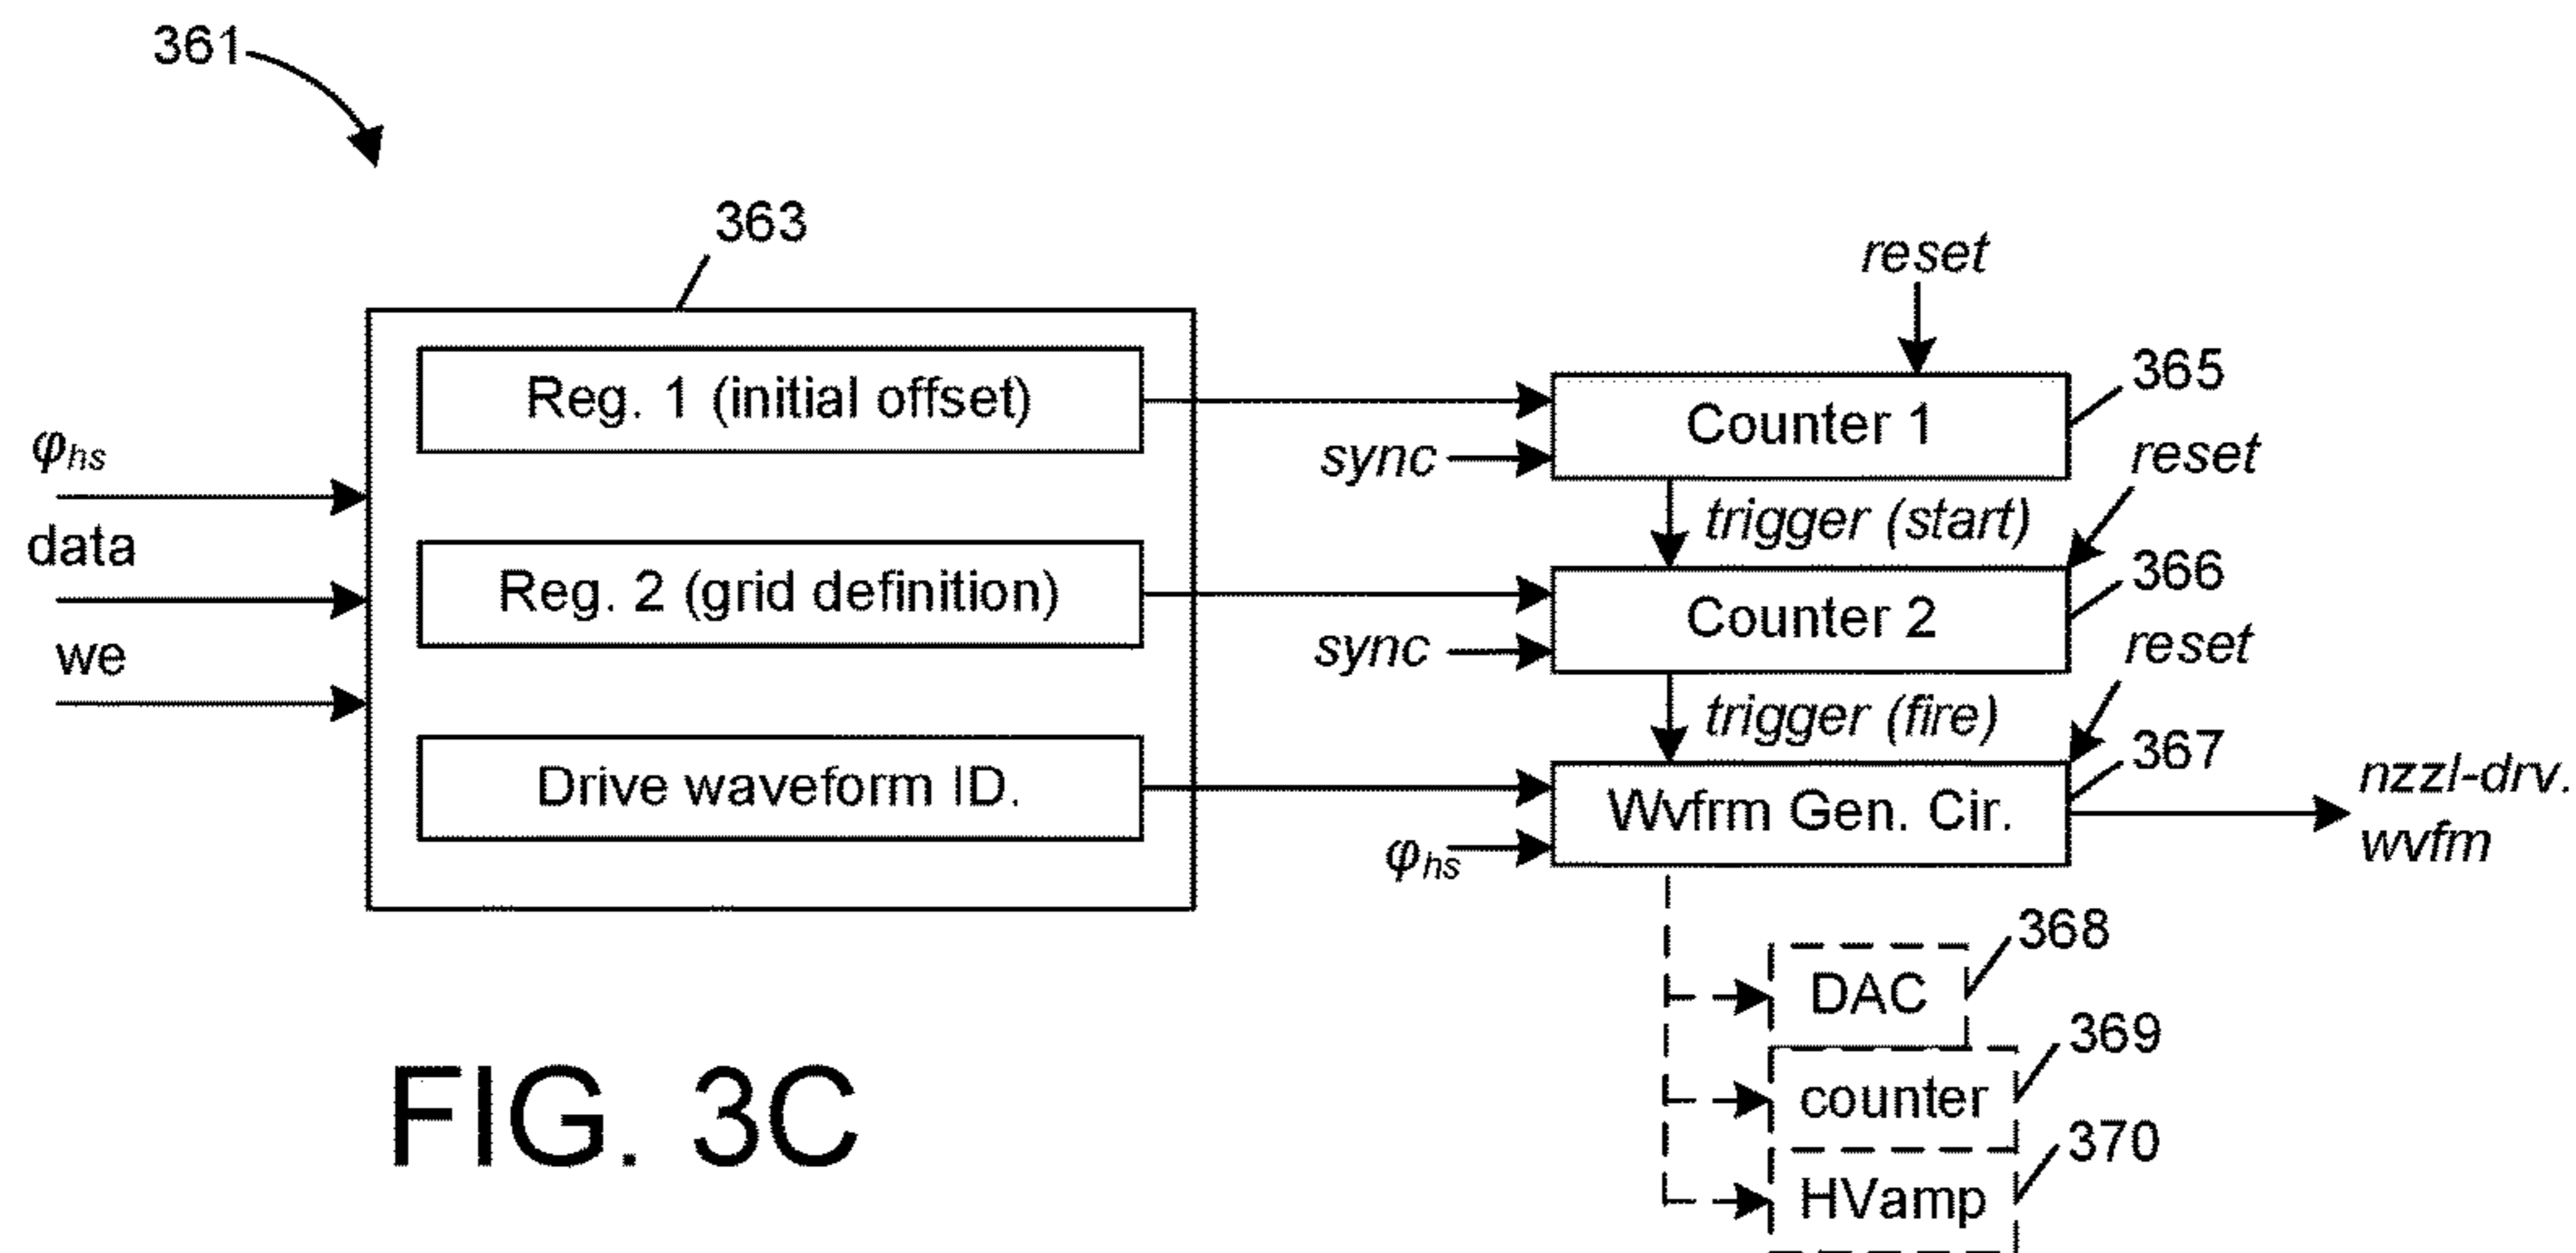 361
363
reset
Reg. 1 (initial offset)
365
Counter 1
φhs
sync
reset
trigger (start)
data
Reg. 2 (grid definition)
366
Counter 2
we
sync
reset
trigger (fire)
367
Drive waveform ID.
Wvfrm Gen. Cir.
nzzl-drv.
wvfm
φhs
368
DAC
369
counter
370
HVamp
FIG. 3C